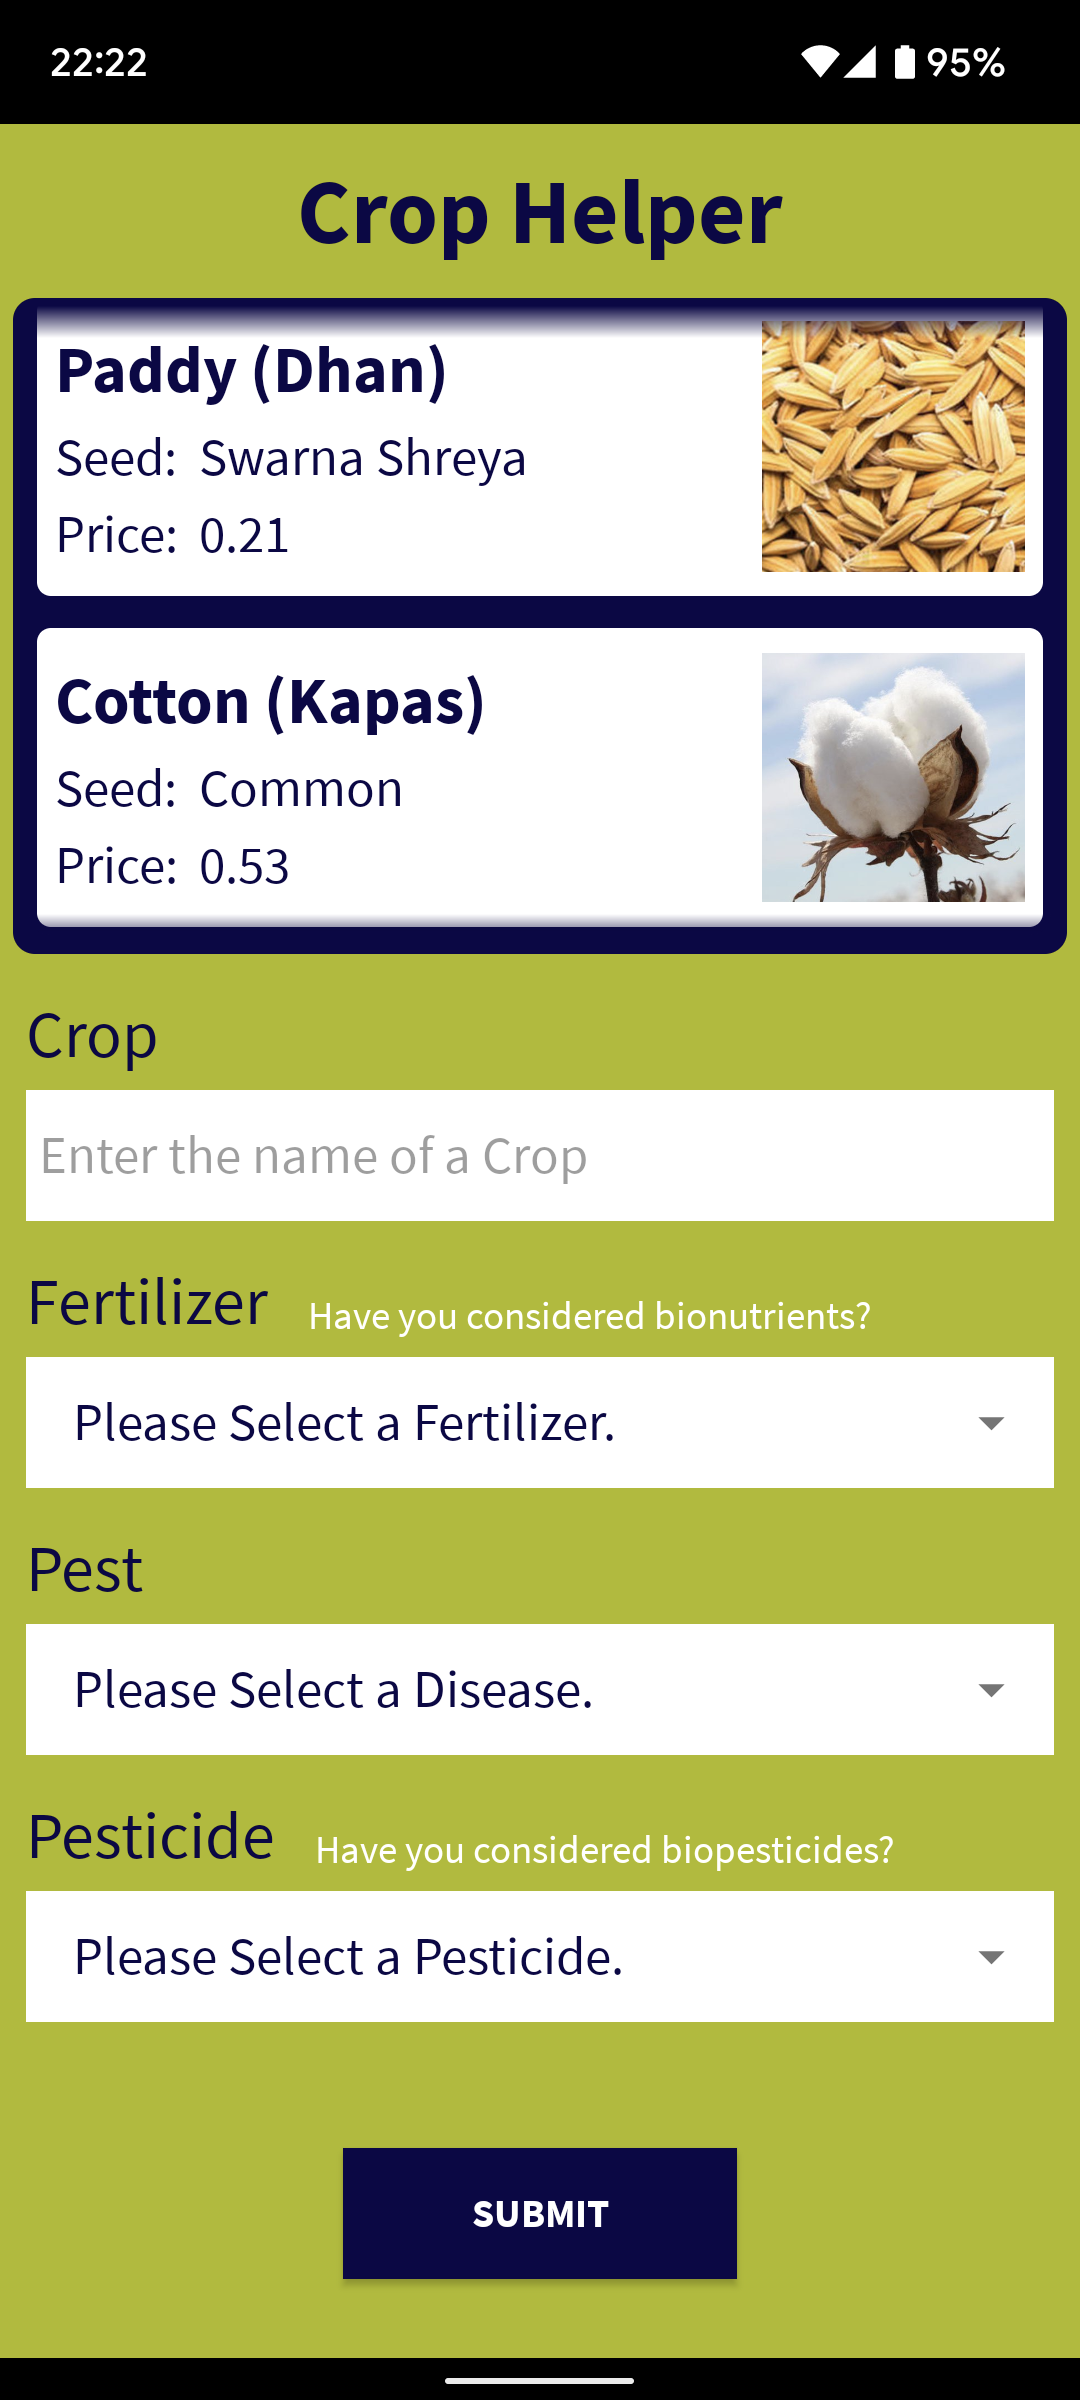 22:22
95%
Crop Helper
Paddy (Dhan)
Seed: Swarna Shreya
Price: 0.21
Cotton (Kapas)
Seed: Common
Price: 0.53
Crop
Enter the name of a Crop
Fertilizer Have you considered bionutrients?
Please Select a Fertilizer.
Pest
Please Select a Disease.
Pesticide Have you considered biopesticides?
Please Select a Pesticide.
SUBMIT